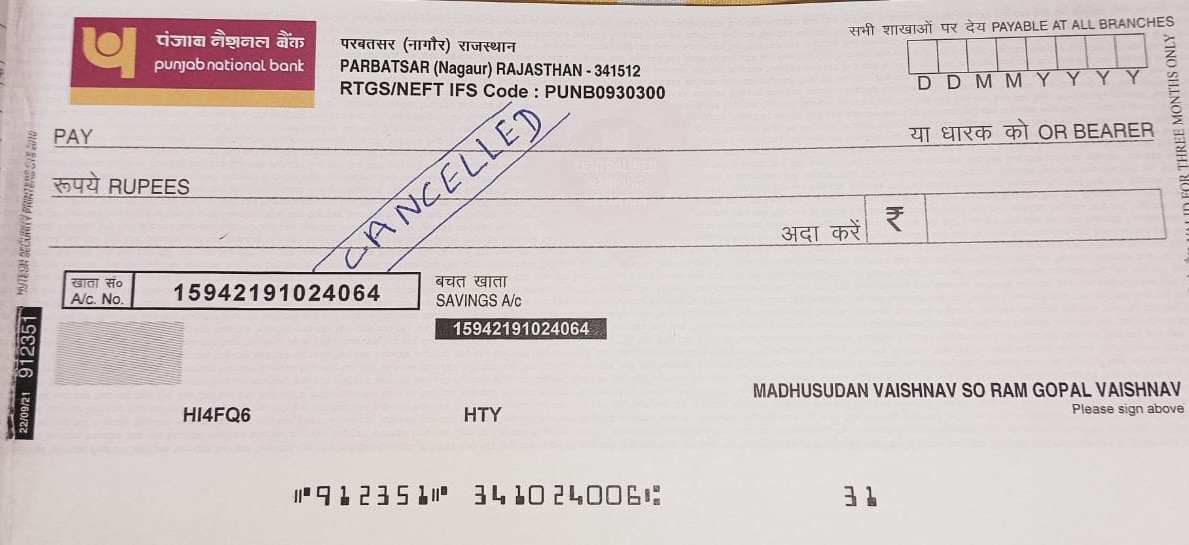 पंजाब नैशनल बैंक
punjab national bank
परबतसर (नागौर) राजस्थान
PARBATSAR (Nagaur) RAJASTHAN - 341512
RTGS/NEFT IFS Code : PUNB0930300
सभी शाखाओं पर देय PAYABLE AT ALL BRANCHES
D D M M Y Y Y Y
FOR THREE MONTHS ONLY
PAY
या धारक को OR BEARER
CANCELLED
CENTRALISED
BANKING
रूपये RUPEES
अदा करें ₹
खाता सं०
A/c. No.
15942191024064
बचत खाता
SAVINGS A/c
15942191024064
22/09/21 912351
MADHUSUDAN VAISHNAV SO RAM GOPAL VAISHNAV
Please sign above
HI4FQ6 HTY
⑈912351⑈ 341024006⑆ 31